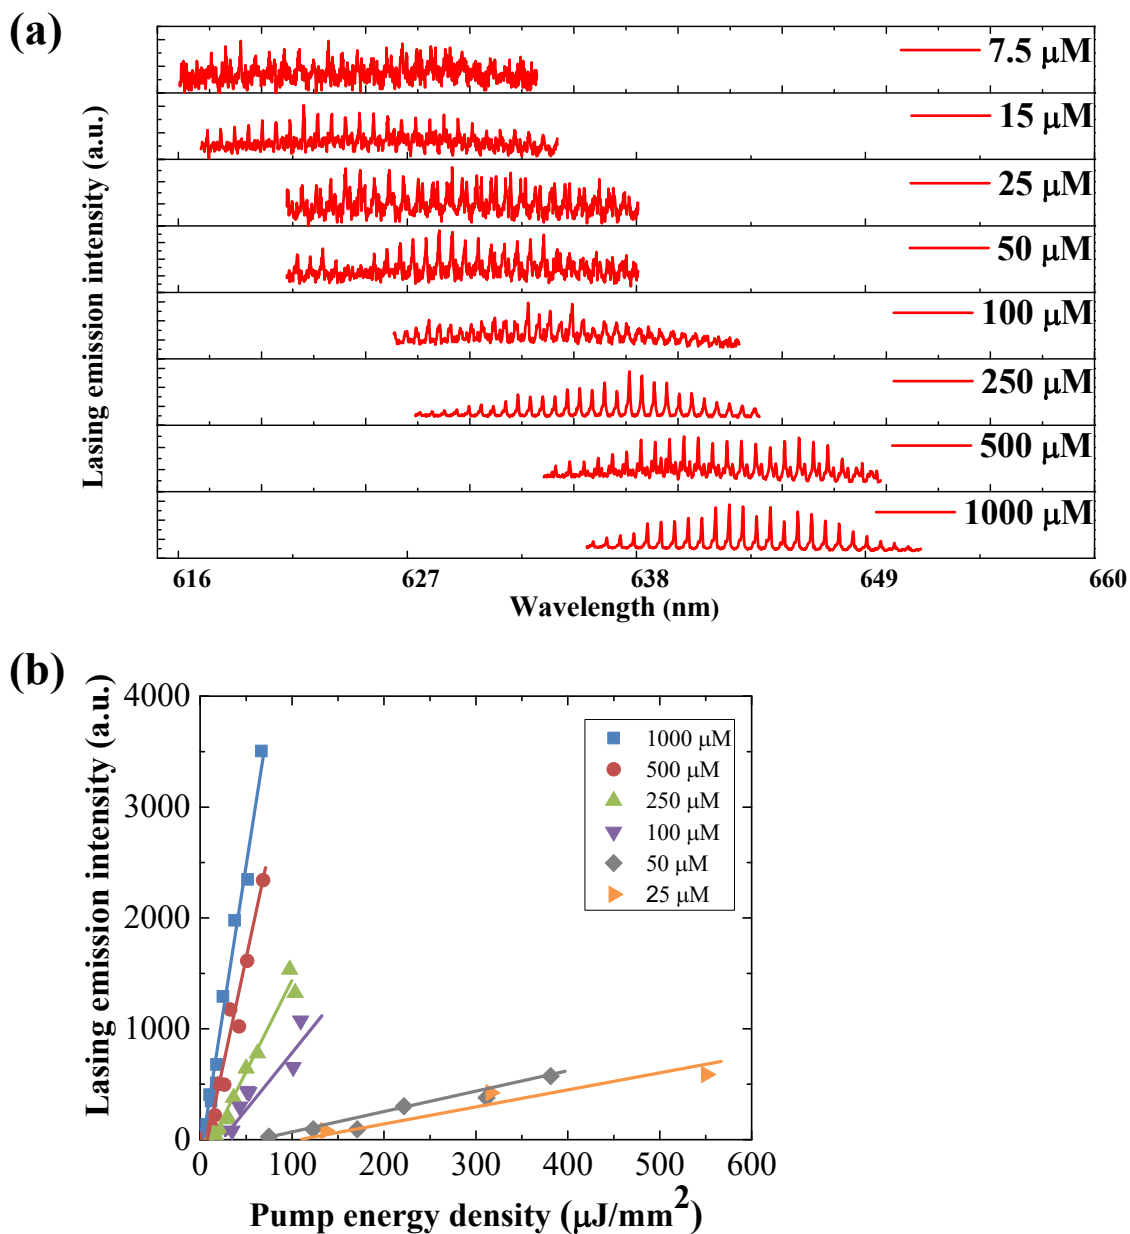 (a)
Lasing emission intensity (a.u.)
7.5 μM
15 μM
25 μM
50 μM
100 μM
250 μM
500 μM
1000 μM
616 627 638 649 660
Wavelength (nm)
(b)
Lasing emission intensity (a.u.)
4000
3000
2000
1000
0
1000 μM
500 μM
250 μM
100 μM
50 μM
25 μM
0 100 200 300 400 500 600
Pump energy density (μJ/mm²)